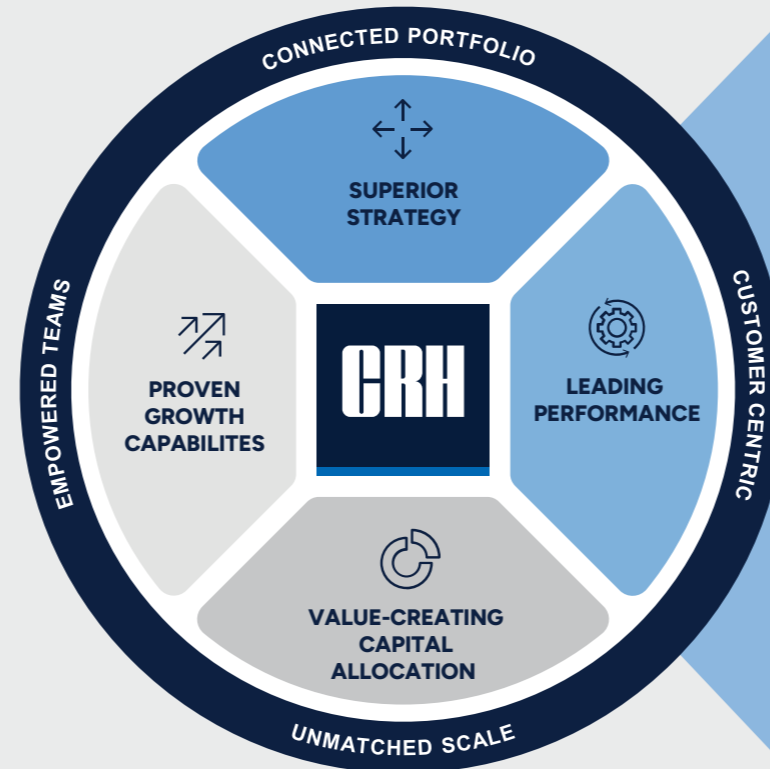 CONNECTED PORTFOLIO
SUPERIOR
STRATEGY
EMPOWERED TEAMS
PROVEN
GROWTH
CAPABILITES
CRH
LEADING
PERFORMANCE
CUSTOMER CENTRIC
VALUE-CREATING
CAPITAL
ALLOCATION
UNMATCHED SCALE